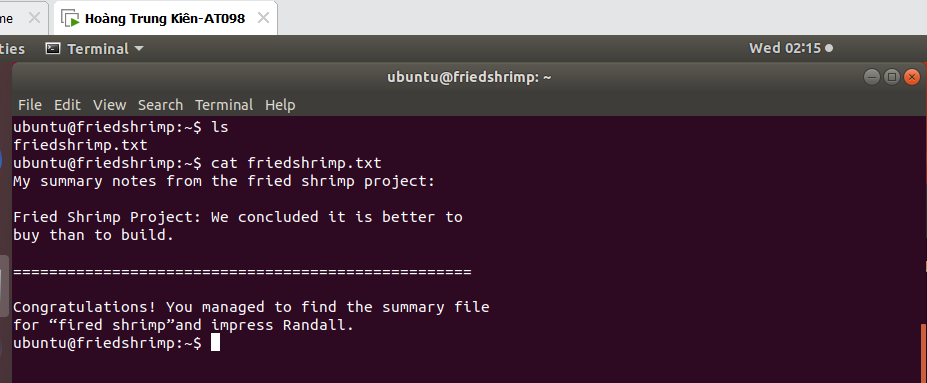 me
Hoàng Trung Kiên-AT098
ties
Terminal
Wed 02:15
ubuntu@friedshrimp: ~
File Edit View Search Terminal Help
ubuntu@friedshrimp:~$ ls
friedshrimp.txt
ubuntu@friedshrimp:~$ cat friedshrimp.txt
My summary notes from the fried shrimp project:
Fried Shrimp Project: We concluded it is better to
buy than to build.
===================================================
Congratulations! You managed to find the summary file
for “fired shrimp”and impress Randall.
ubuntu@friedshrimp:~$